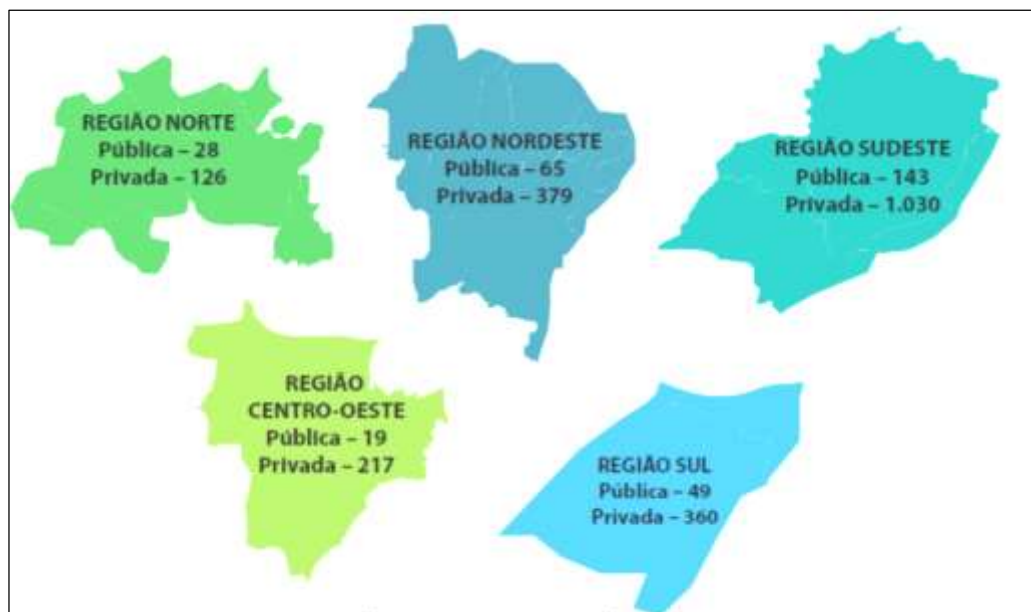 REGIÃO NORTE
Pública – 28
Privada – 126
REGIÃO NORDESTE
Pública – 65
Privada – 379
REGIÃO SUDESTE
Pública – 143
Privada – 1.030
REGIÃO
CENTRO-OESTE
Pública – 19
Privada – 217
REGIÃO SUL
Pública – 49
Privada – 360